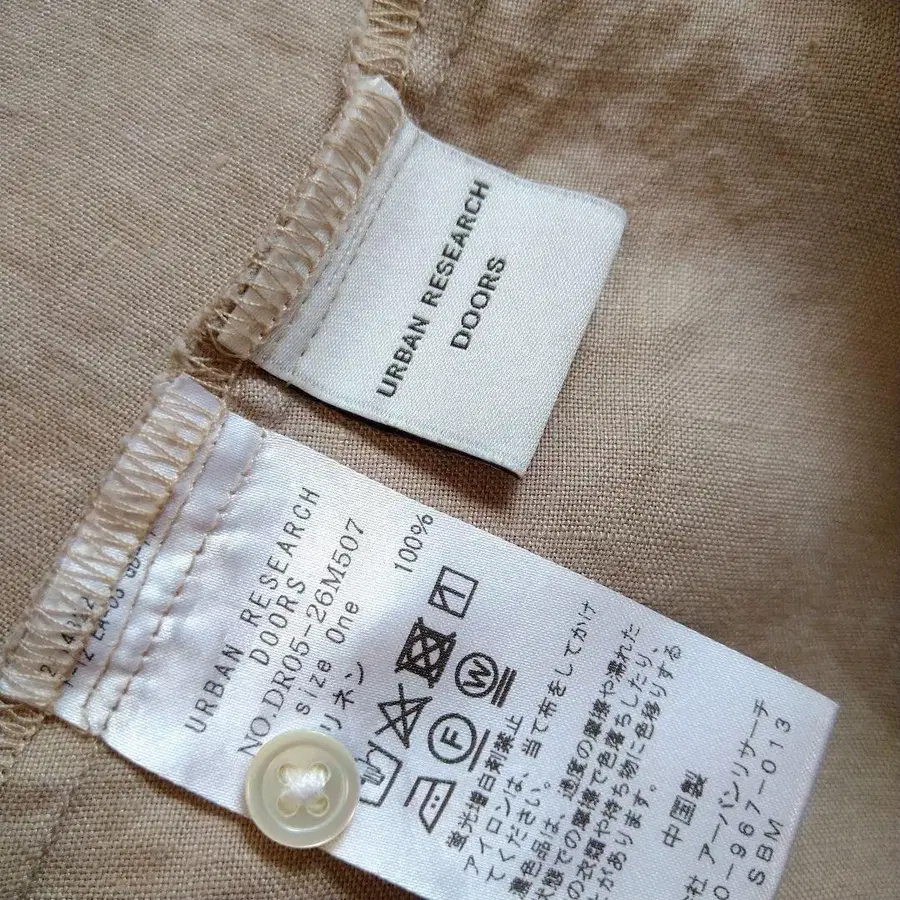 URBAN RESEARCH
DOORS
URBAN RESEARCH
DOORS
NO.DR05-26M507
size One
リネン 100%
F W
蛍光増白剤禁止
アイロンは、当て布をしてかけ
てください。
濃色品は、過度の摩擦や濡れた
状態での摩擦で色落ちしたり、
の衣類や持ち物に色移りする
があります。
中国製
社 アーバンリサーチ
0-967-013
SBM